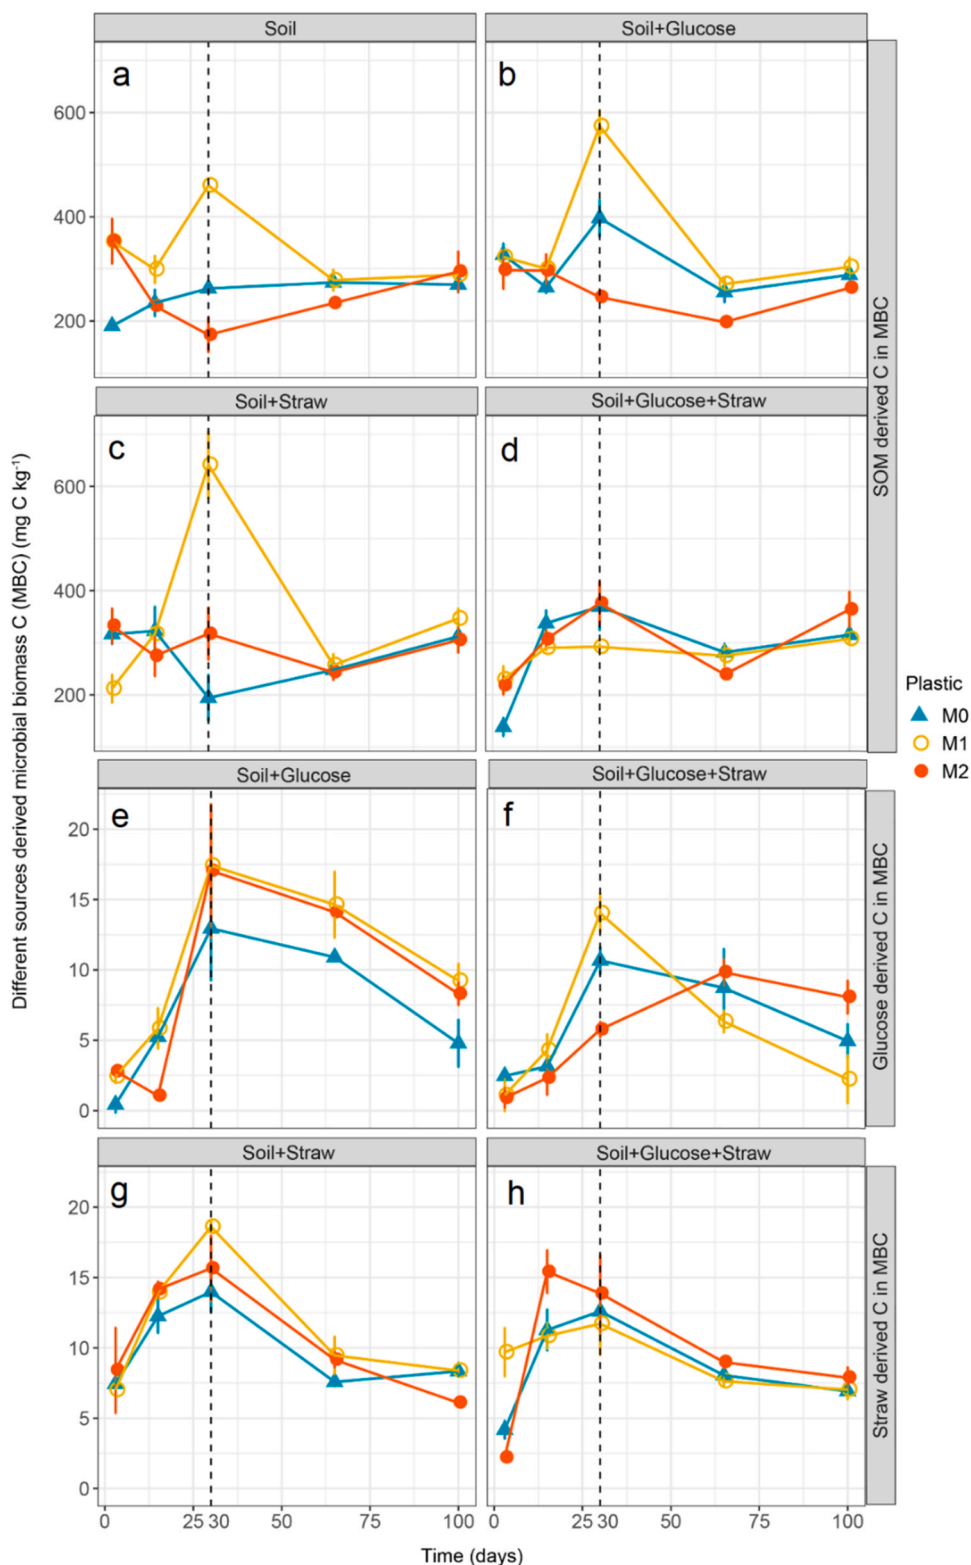 Soil
Soil+Glucose
a
b
600
400
200
Soil+Straw
Soil+Glucose+Straw
c
d
600
400
200
SOM derived C in MBC
Different sources derived microbial biomass C (MBC) (mg C kg⁻¹)
Plastic
M0
M1
M2
Soil+Glucose
Soil+Glucose+Straw
e
f
20
15
10
5
0
Glucose derived C in MBC
Soil+Straw
Soil+Glucose+Straw
g
h
20
15
10
5
0
Straw derived C in MBC
0 25 30 50 75 100
0 25 30 50 75 100
Time (days)